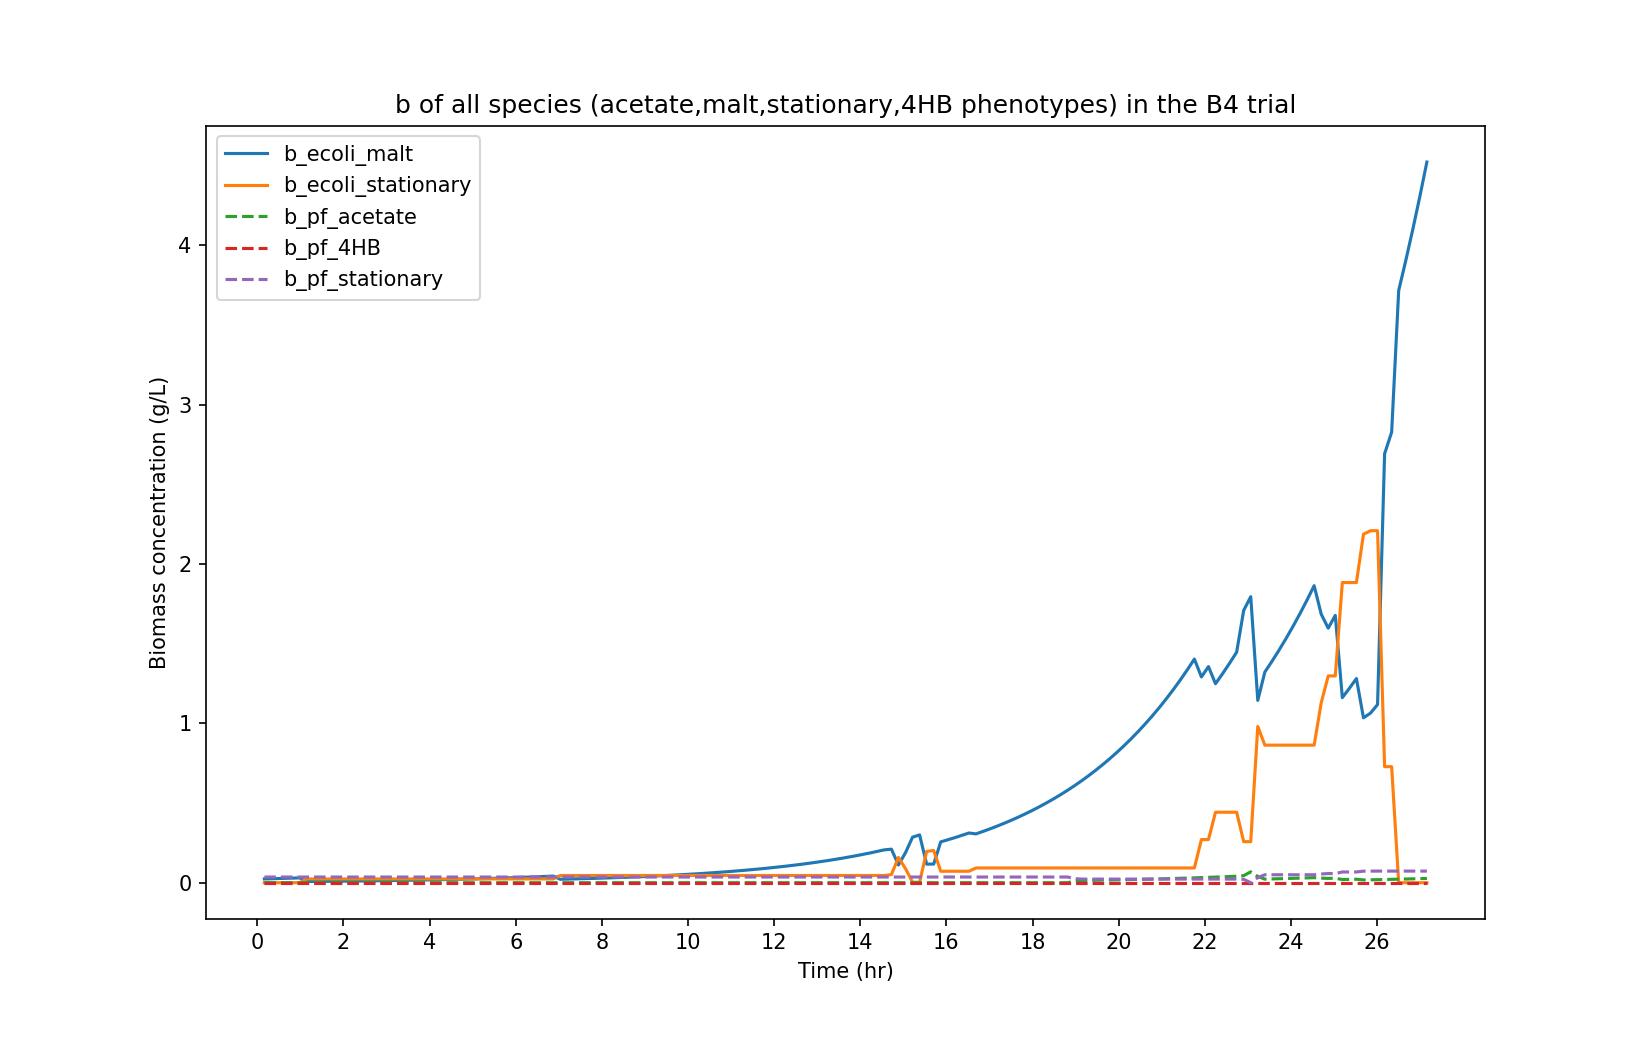 b of all species (acetate,malt,stationary,4HB phenotypes) in the B4 trial
b_ecoli_malt
b_ecoli_stationary
b_pf_acetate
b_pf_4HB
b_pf_stationary
Biomass concentration (g/L)
4
3
2
1
0
0 2 4 6 8 10 12 14 16 18 20 22 24 26
Time (hr)